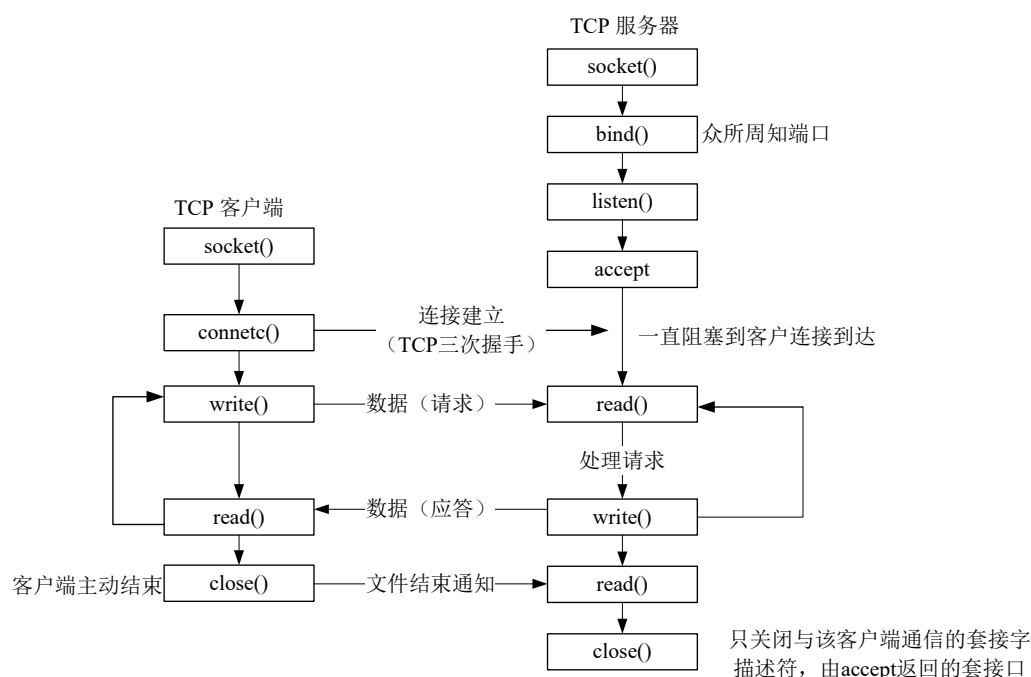 TCP 服务器
socket()
bind()
众所周知端口
listen()
TCP 客户端
socket()
accept
connetc()
连接建立
（TCP三次握手）
一直阻塞到客户连接到达
write()
数据（请求）
read()
处理请求
read()
数据（应答）
write()
客户端主动结束
close()
文件结束通知
read()
close()
只关闭与该客户端通信的套接字
描述符，由accept返回的套接口